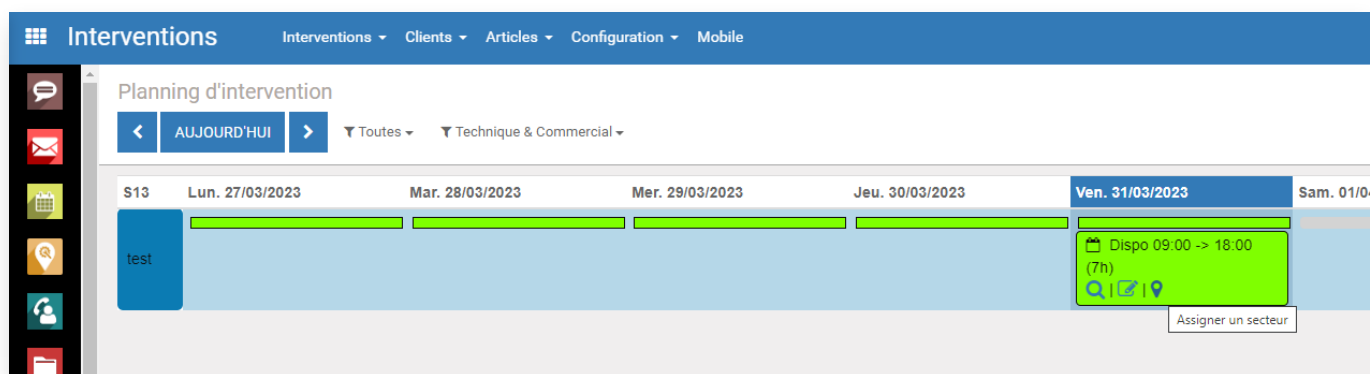 Interventions Interventions Clients Articles Configuration Mobile
Planning d'intervention
AUJOURD'HUI Toutes Technique & Commercial
S13 Lun. 27/03/2023 Mar. 28/03/2023 Mer. 29/03/2023 Jeu. 30/03/2023 Ven. 31/03/2023 Sam. 01/0
test
Dispo 09:00 -> 18:00
(7h)
| |
Assigner un secteur